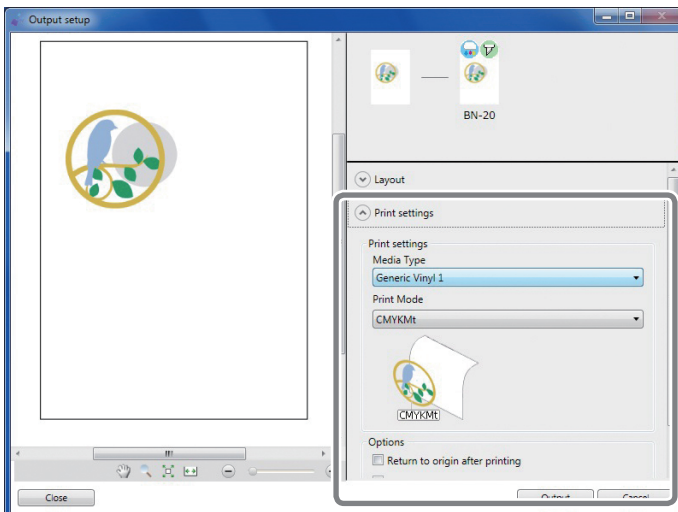 Output setup
BN-20
Layout
Print settings
Print settings
Media Type
Generic Vinyl 1
Print Mode
CMYKMt
CMYKMt
Options
Return to origin after printing
Close
Output
Cancel